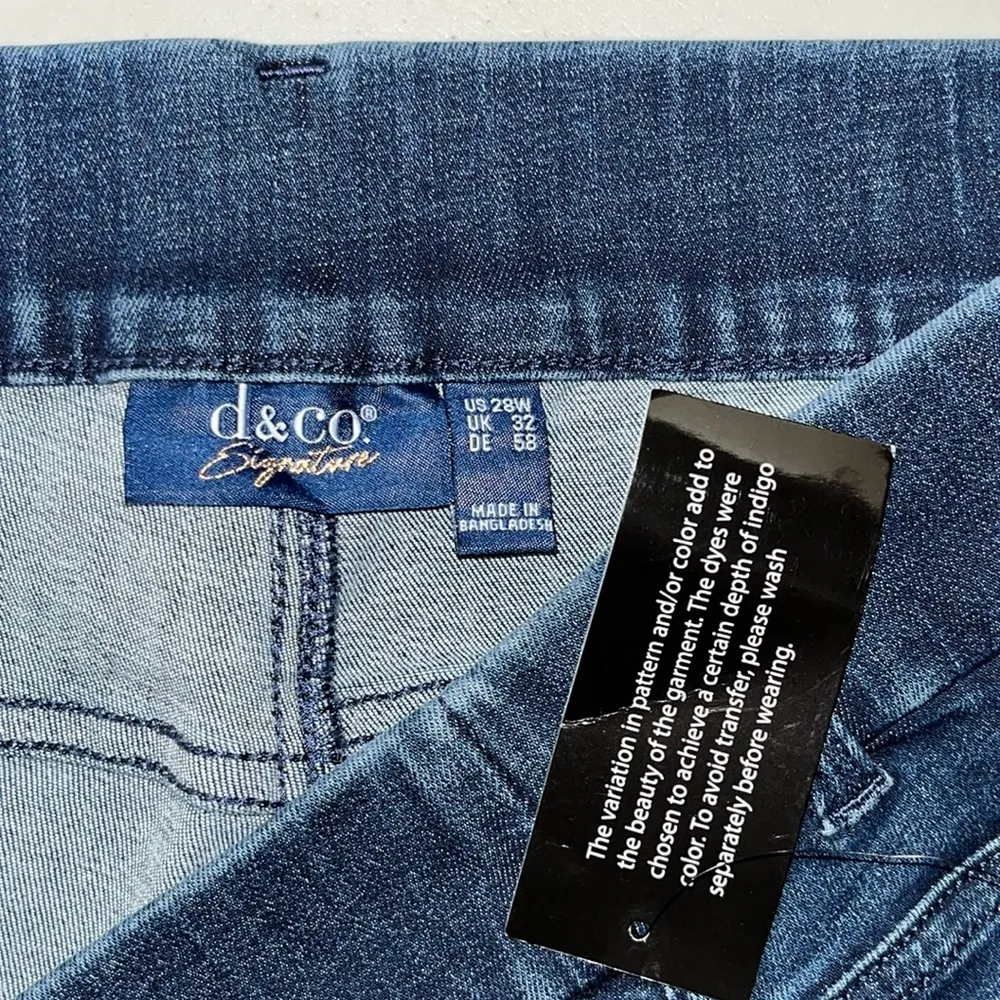 d&co.®
Signature
US 28W
UK 32
DE 58
MADE IN
BANGLADESH
The variation in pattern and/or color add to
the beauty of the garment. The dyes were
chosen to achieve a certain depth of indigo
color. To avoid transfer, please wash
separately before wearing.